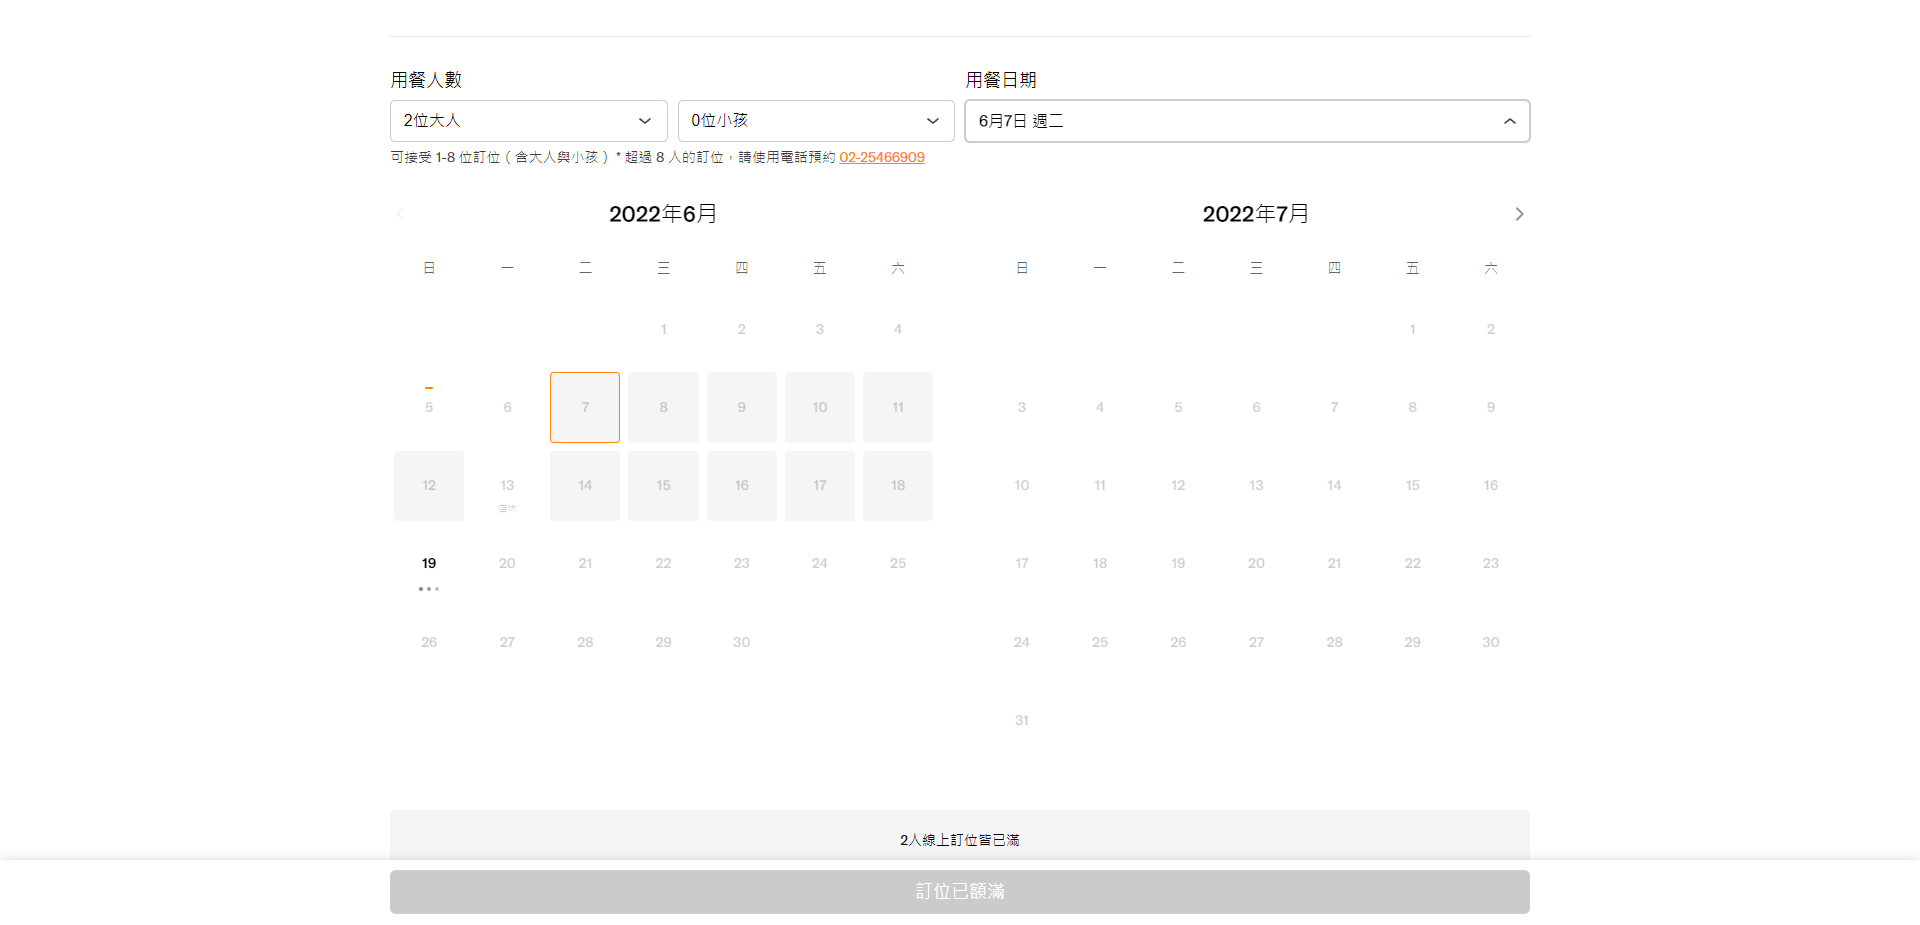 用餐人數
用餐日期
2位大人
0位小孩
6月7日 週二
可接受 1-8 位訂位 ( 含大人與小孩 ) * 超過 8 人的訂位，請使用電話預約 02-25466909
2022年6月
日 一 二 三 四 五 六
1 2 3 4
5 6 7 8 9 10 11
12 13 14 15 16 17 18
店休
19 20 21 22 23 24 25
26 27 28 29 30
2022年7月
日 一 二 三 四 五 六
1 2
3 4 5 6 7 8 9
10 11 12 13 14 15 16
17 18 19 20 21 22 23
24 25 26 27 28 29 30
31
2人線上訂位皆已滿
訂位已額滿